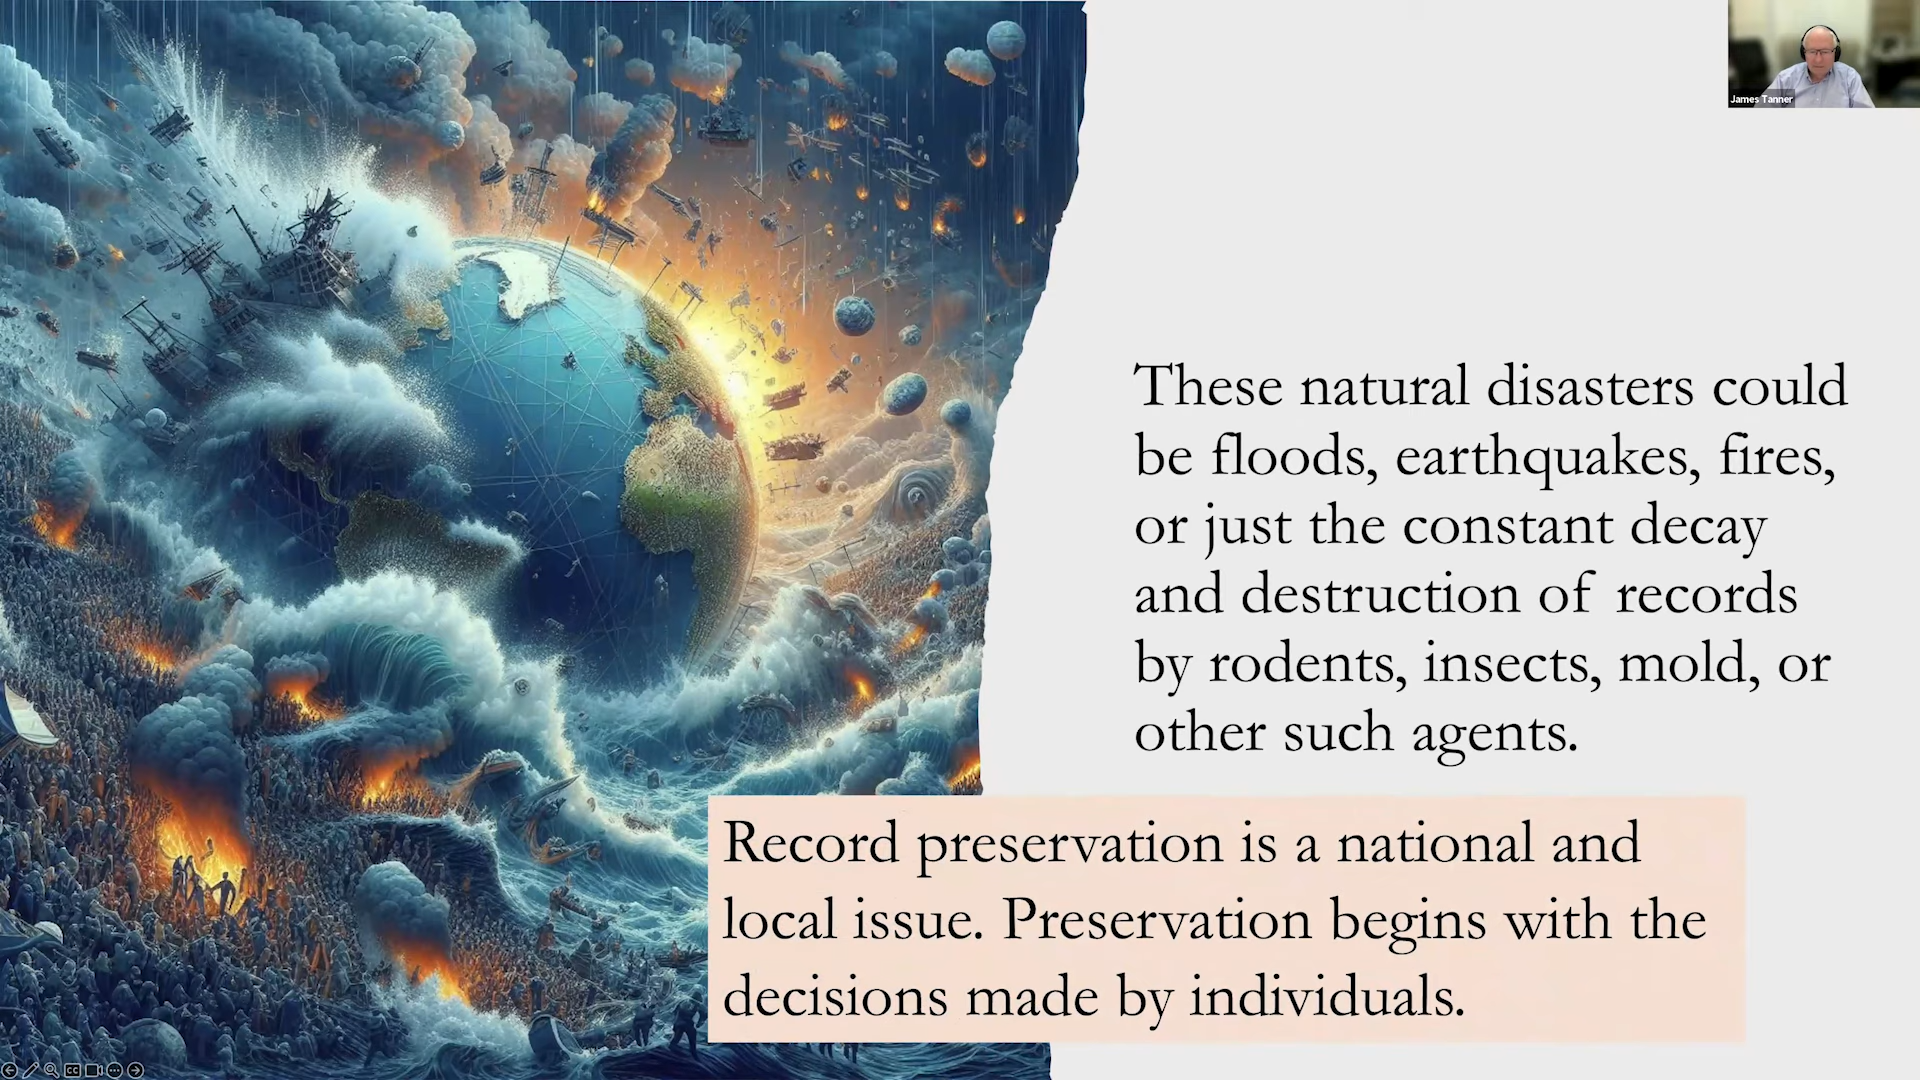 James Tanner
These natural disasters could
be floods, earthquakes, fires,
or just the constant decay
and destruction of records
by rodents, insects, mold, or
other such agents.
Record preservation is a national and
local issue. Preservation begins with the
decisions made by individuals.
CC